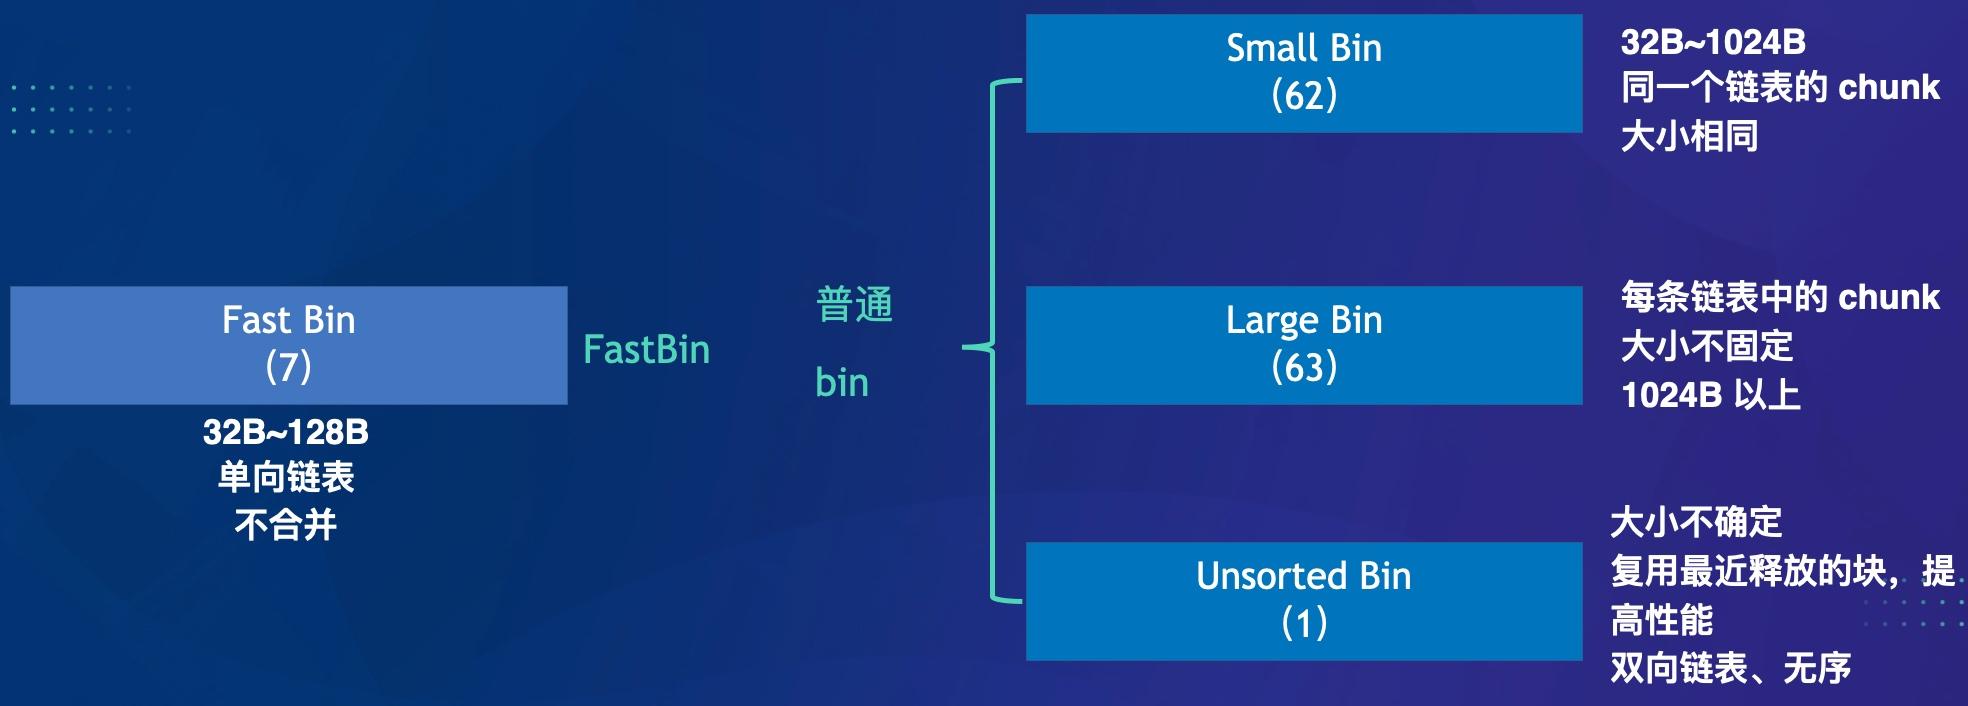 Fast Bin
(7)
32B~128B
单向链表
不合并
FastBin
普通
bin
Small Bin
(62)
32B~1024B
同一个链表的 chunk
大小相同
Large Bin
(63)
每条链表中的 chunk
大小不固定
1024B 以上
Unsorted Bin
(1)
大小不确定
复用最近释放的块，提
高性能
双向链表、无序